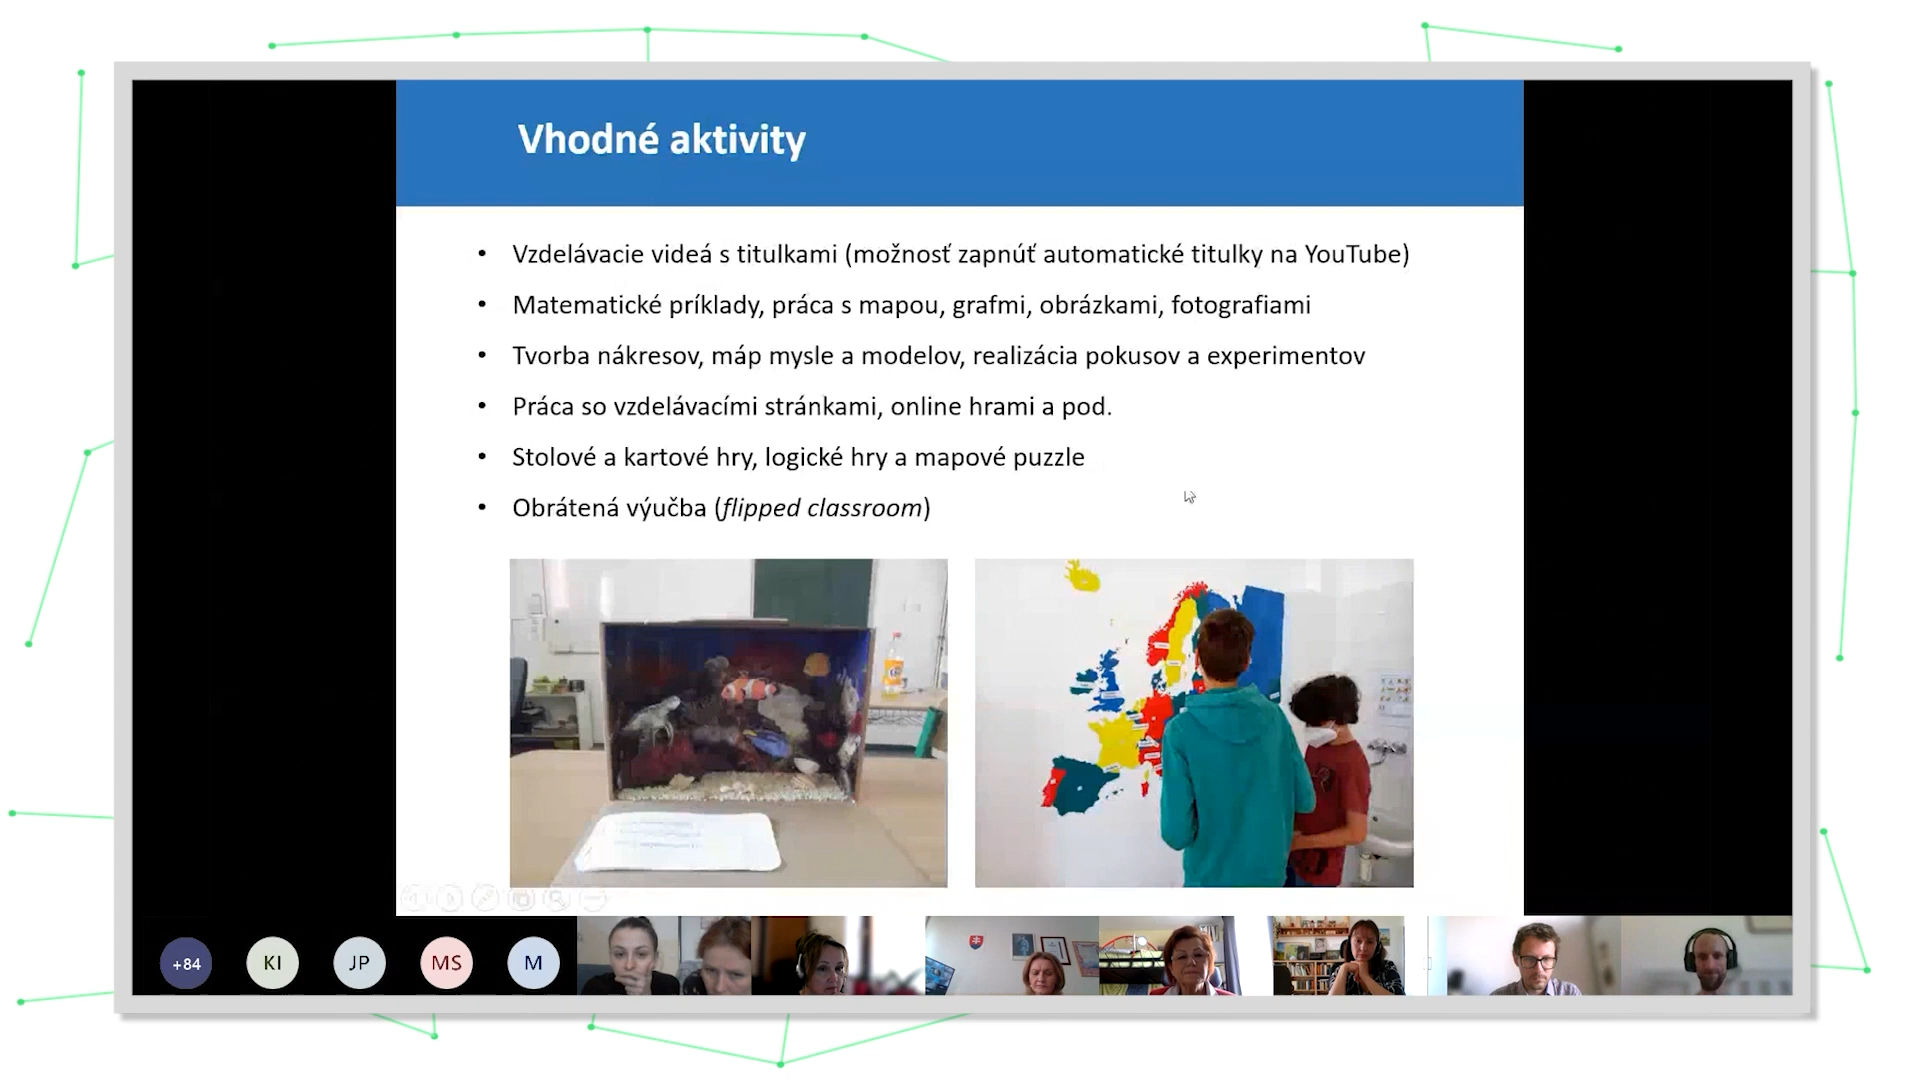 Vhodné aktivity
• Vzdelávacie videá s titulkami (možnosť zapnúť automatické titulky na YouTube)
• Matematické príklady, práca s mapou, grafmi, obrázkami, fotografiami
• Tvorba nákresov, máp mysle a modelov, realizácia pokusov a experimentov
• Práca so vzdelávacími stránkami, online hrami a pod.
• Stolové a kartové hry, logické hry a mapové puzzle
• Obrátená výučba (flipped classroom)
+84 KI JP MS M